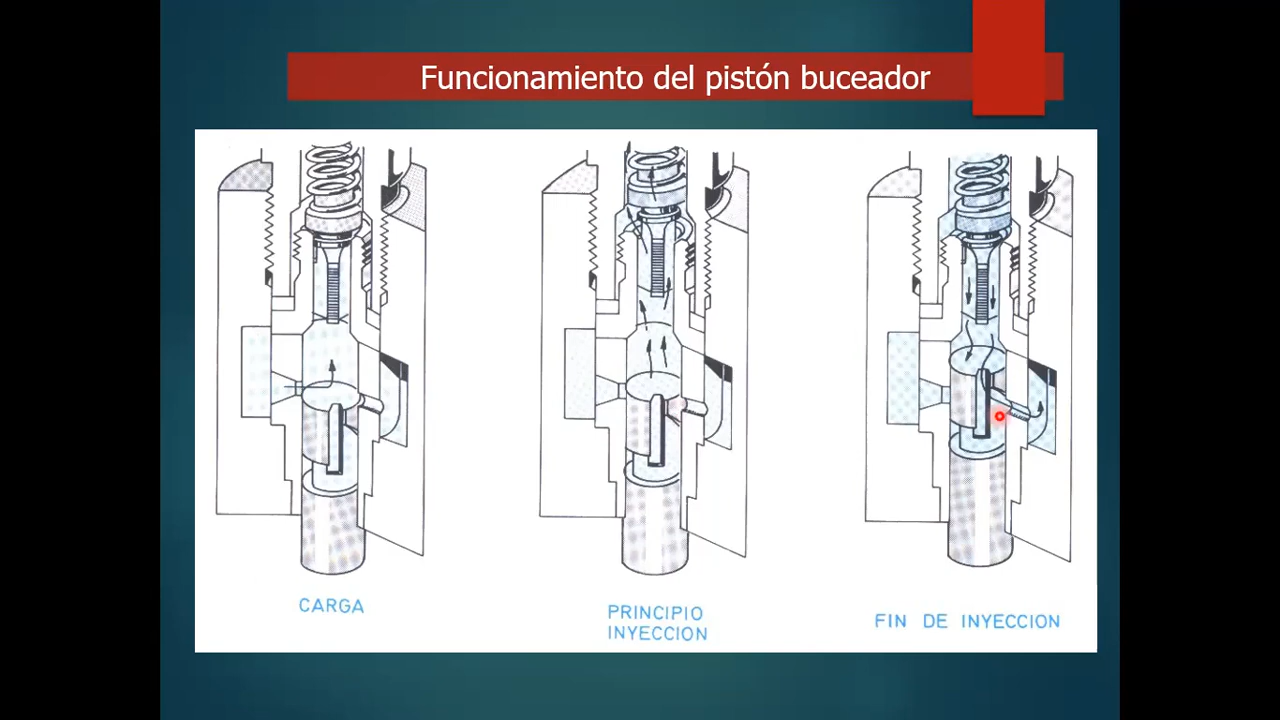 Funcionamiento del pistón buceador
CARGA
PRINCIPIO
INYECCION
FIN DE INYECCION